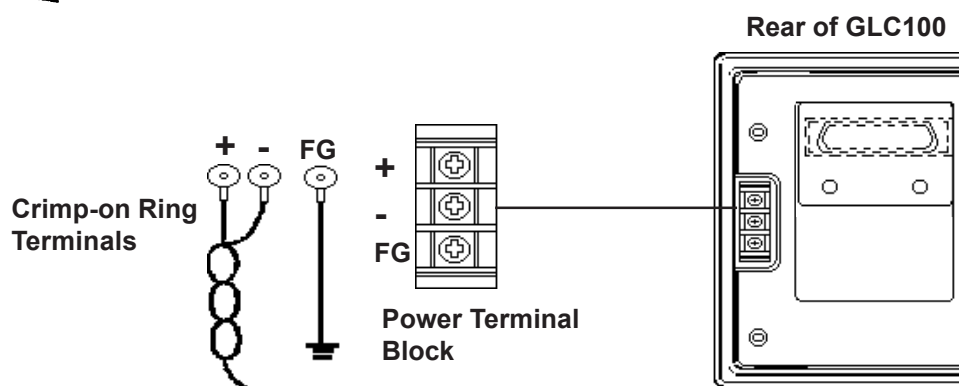 Rear of GLC100
+ - FG
Crimp-on Ring
Terminals
+
-
FG
Power Terminal
Block